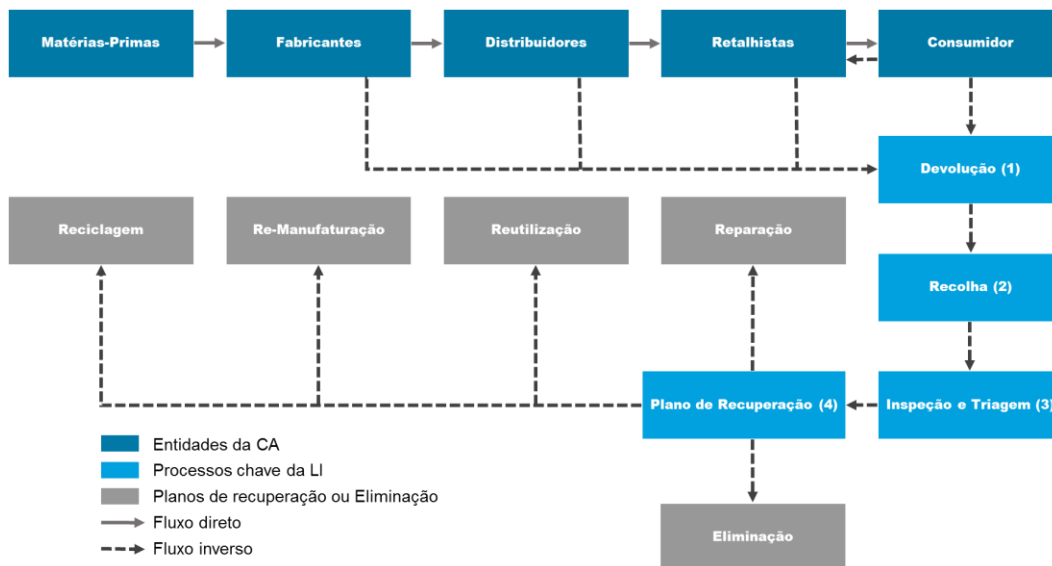 Matérias-Primas
Fabricantes
Distribuidores
Retalhistas
Consumidor
Devolução (1)
Reciclagem
Re-Manufaturação
Reutilização
Reparação
Recolha (2)
Plano de Recuperação (4)
Inspeção e Triagem (3)
Entidades da CA
Processos chave da LI
Planos de recuperação ou Eliminação
Fluxo direto
Fluxo inverso
Eliminação